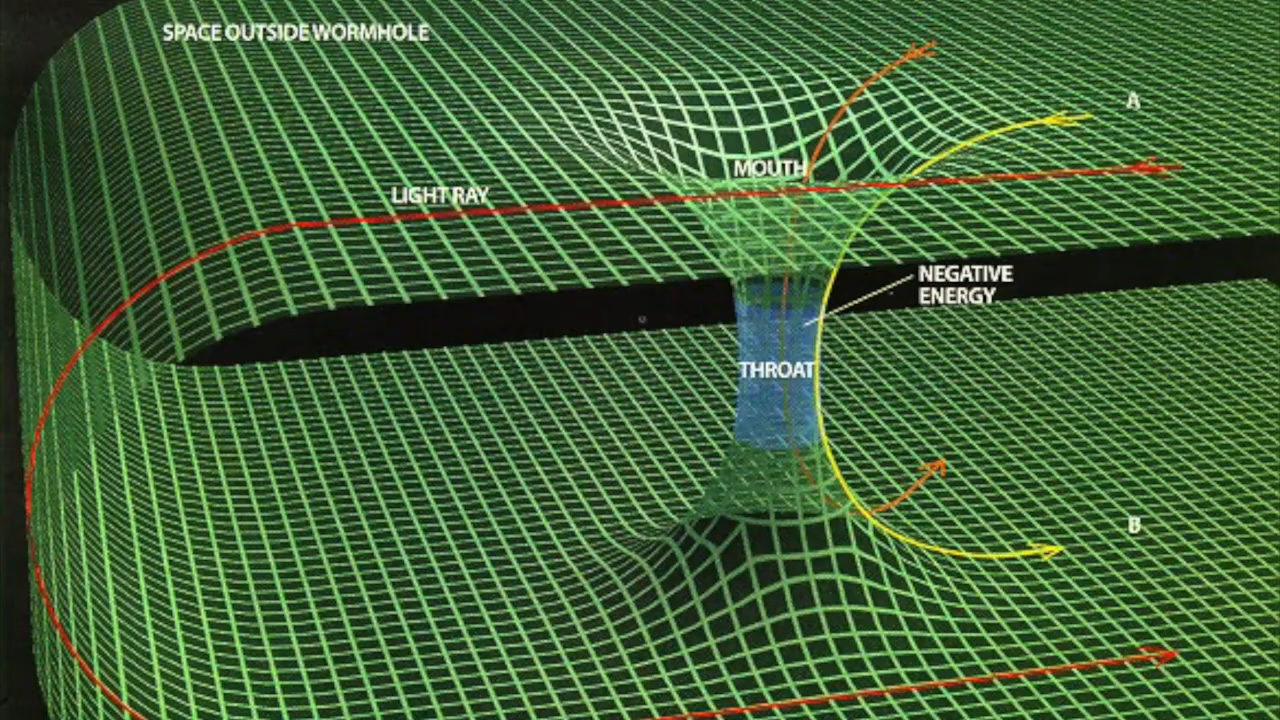 SPACE OUTSIDE WORMHOLE
A
MOUTH
LIGHT RAY
NEGATIVE
ENERGY
THROAT
B